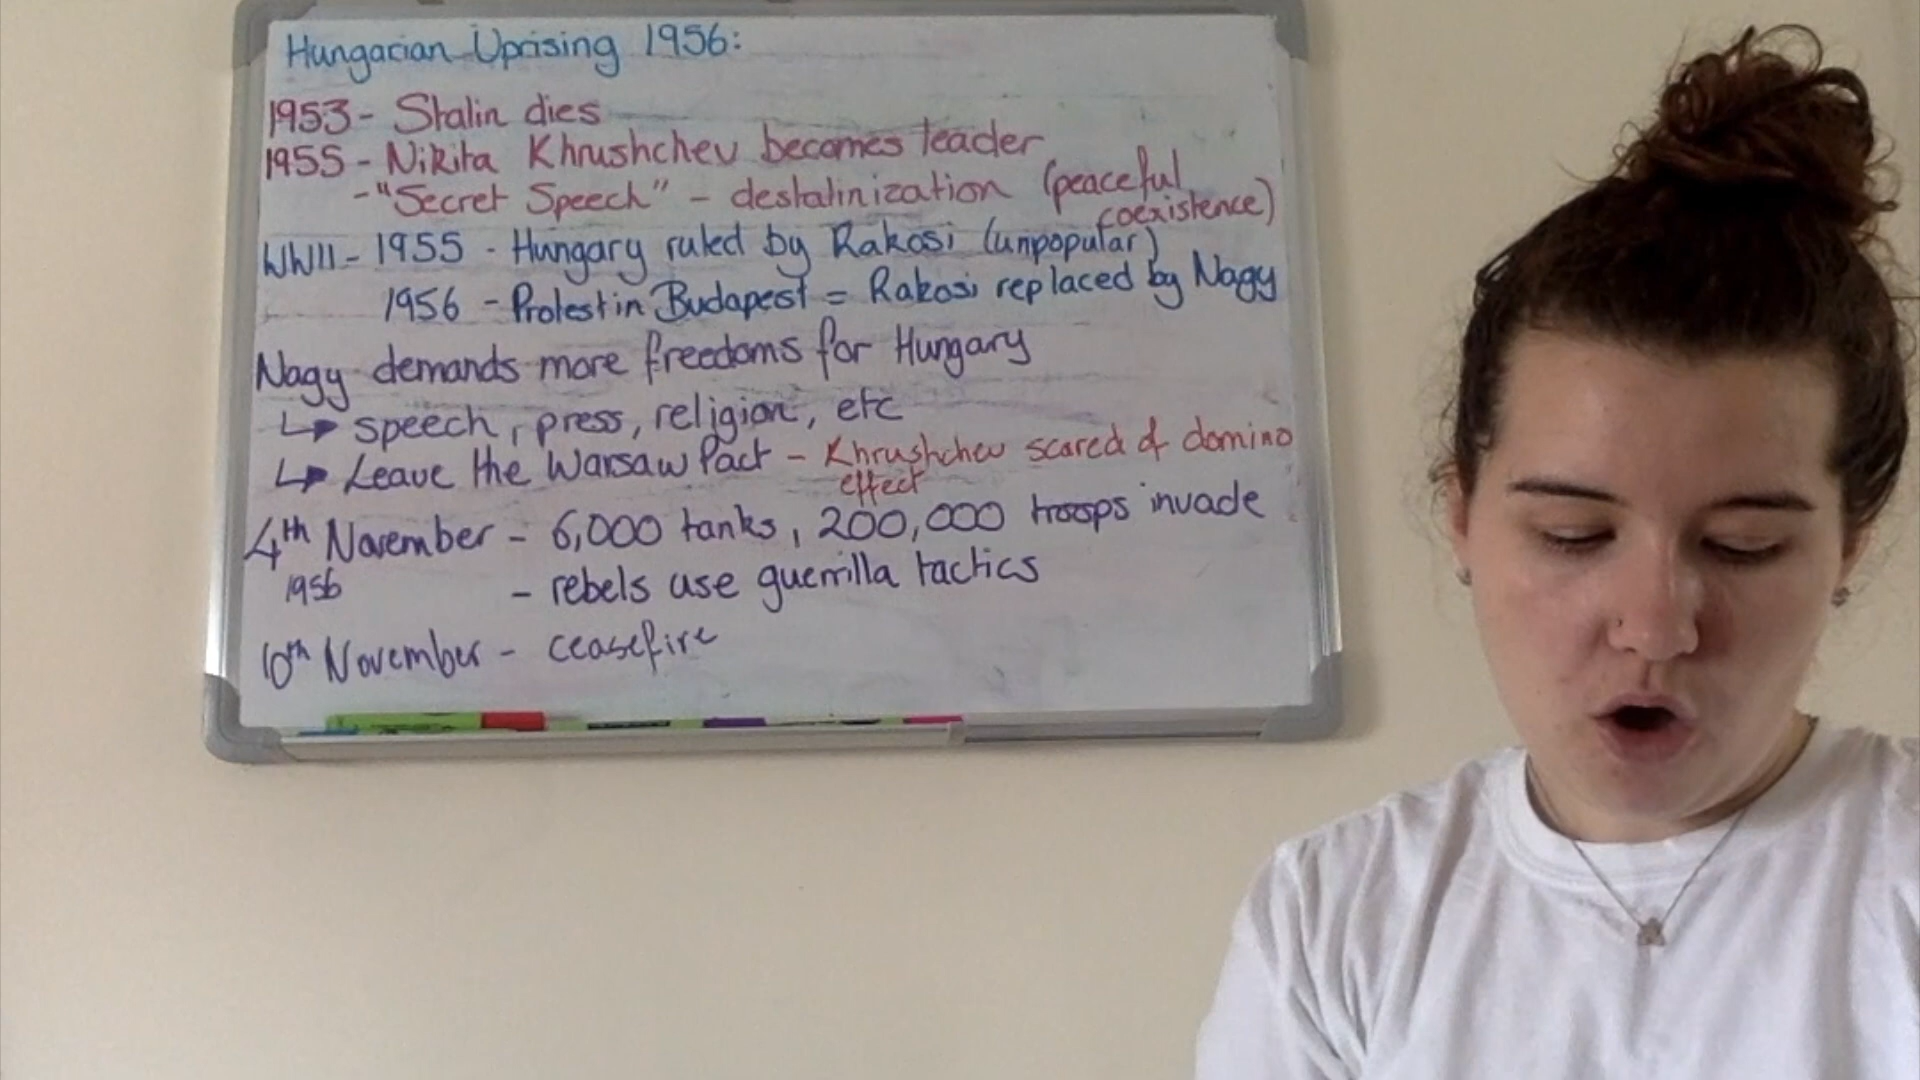 Hungarian Uprising 1956:
1953 - Stalin dies
1955 - Nikita Khrushchev becomes leader
- "Secret Speech" - destalinization (peaceful
coexistence)
WWII - 1955 - Hungary ruled by Rakosi (unpopular)
1956 - Protest in Budapest = Rakosi replaced by Nagy
Nagy demands more freedoms for Hungary
↳ speech, press, religion, etc
↳ Leave the Warsaw Pact - Khrushchev scared of domino
effect
4th November - 6,000 tanks, 200,000 troops invade
1956 - rebels use guerrilla tactics
10th November - ceasefire